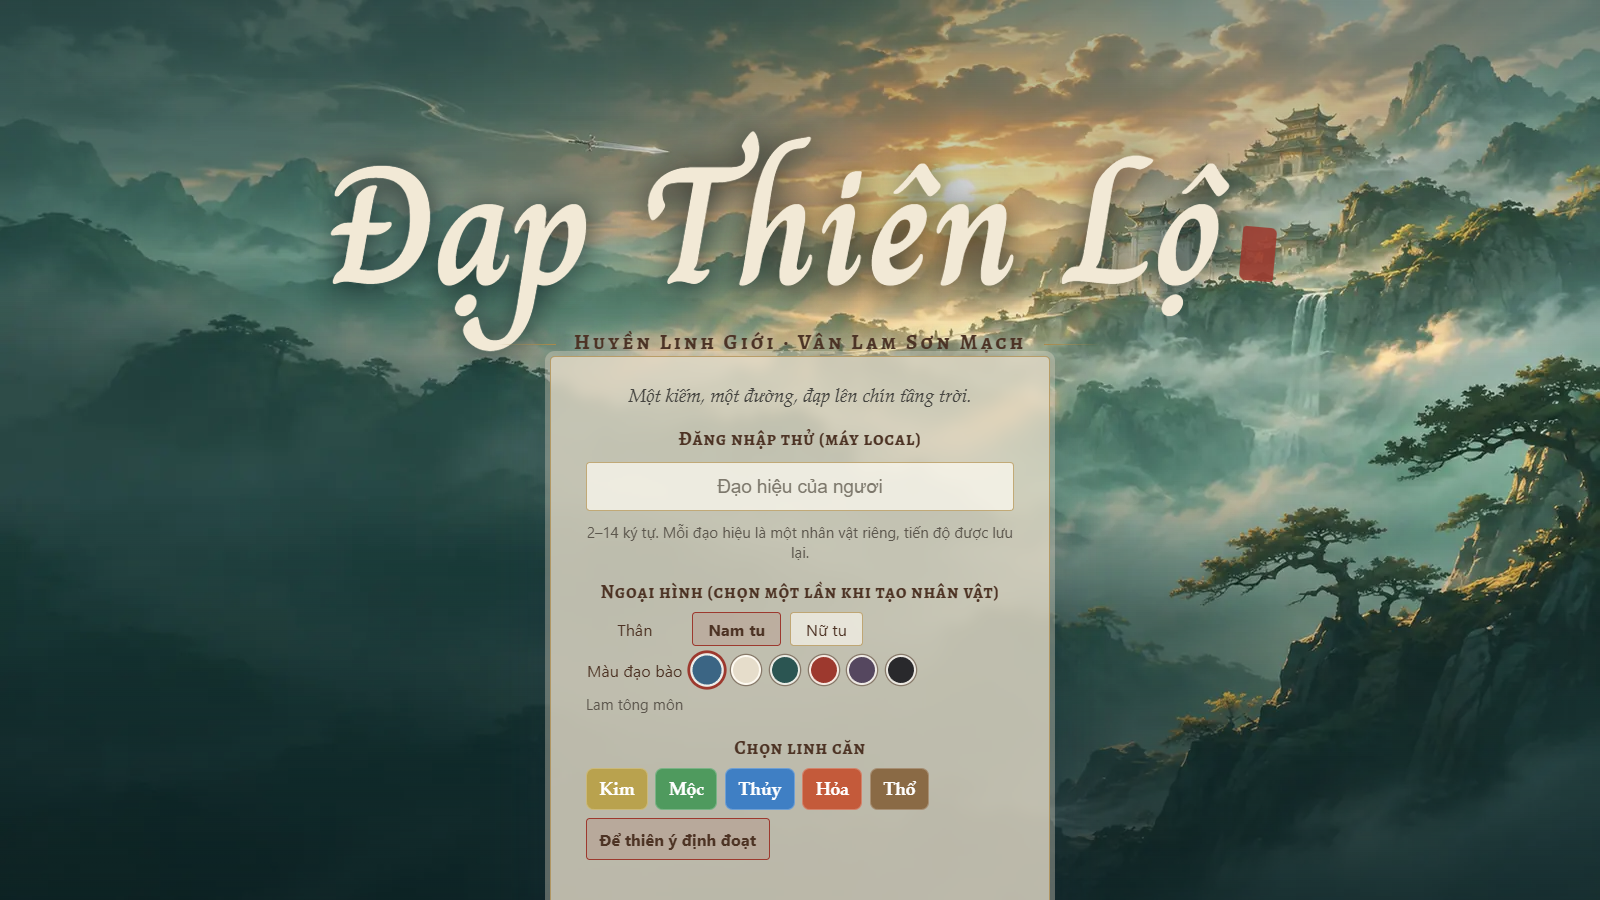 Đạp Thiên Lộ
Huyền Linh Giới · Vân Lam Sơn Mạch
Một kiếm, một đường, đạp lên chín tầng trời.
Đăng nhập thử (máy local)
Đạo hiệu của ngươi
2–14 ký tự. Mỗi đạo hiệu là một nhân vật riêng, tiến độ được lưu
lại.
Ngoại hình (chọn một lần khi tạo nhân vật)
Thân Nam tu Nữ tu
Màu đạo bào
Lam tông môn
Chọn linh căn
Kim Mộc Thủy Hỏa Thổ
Để thiên ý định đoạt